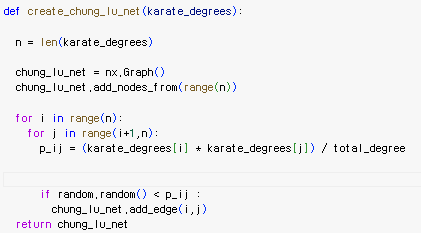 def create_chung_lu_net(karate_degrees):
n = len(karate_degrees)
chung_lu_net = nx.Graph()
chung_lu_net.add_nodes_from(range(n))
for i in range(n):
for j in range(i+1,n):
p_ij = (karate_degrees[i] * karate_degrees[j]) / total_degree
if random.random() < p_ij :
chung_lu_net.add_edge(i,j)
return chung_lu_net